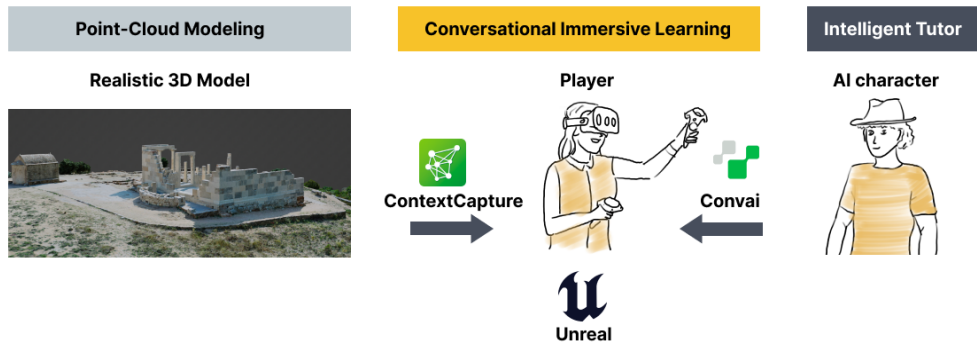 Point-Cloud Modeling
Conversational Immersive Learning
Intelligent Tutor
Realistic 3D Model
Player
AI character
ContextCapture
Convai
Unreal